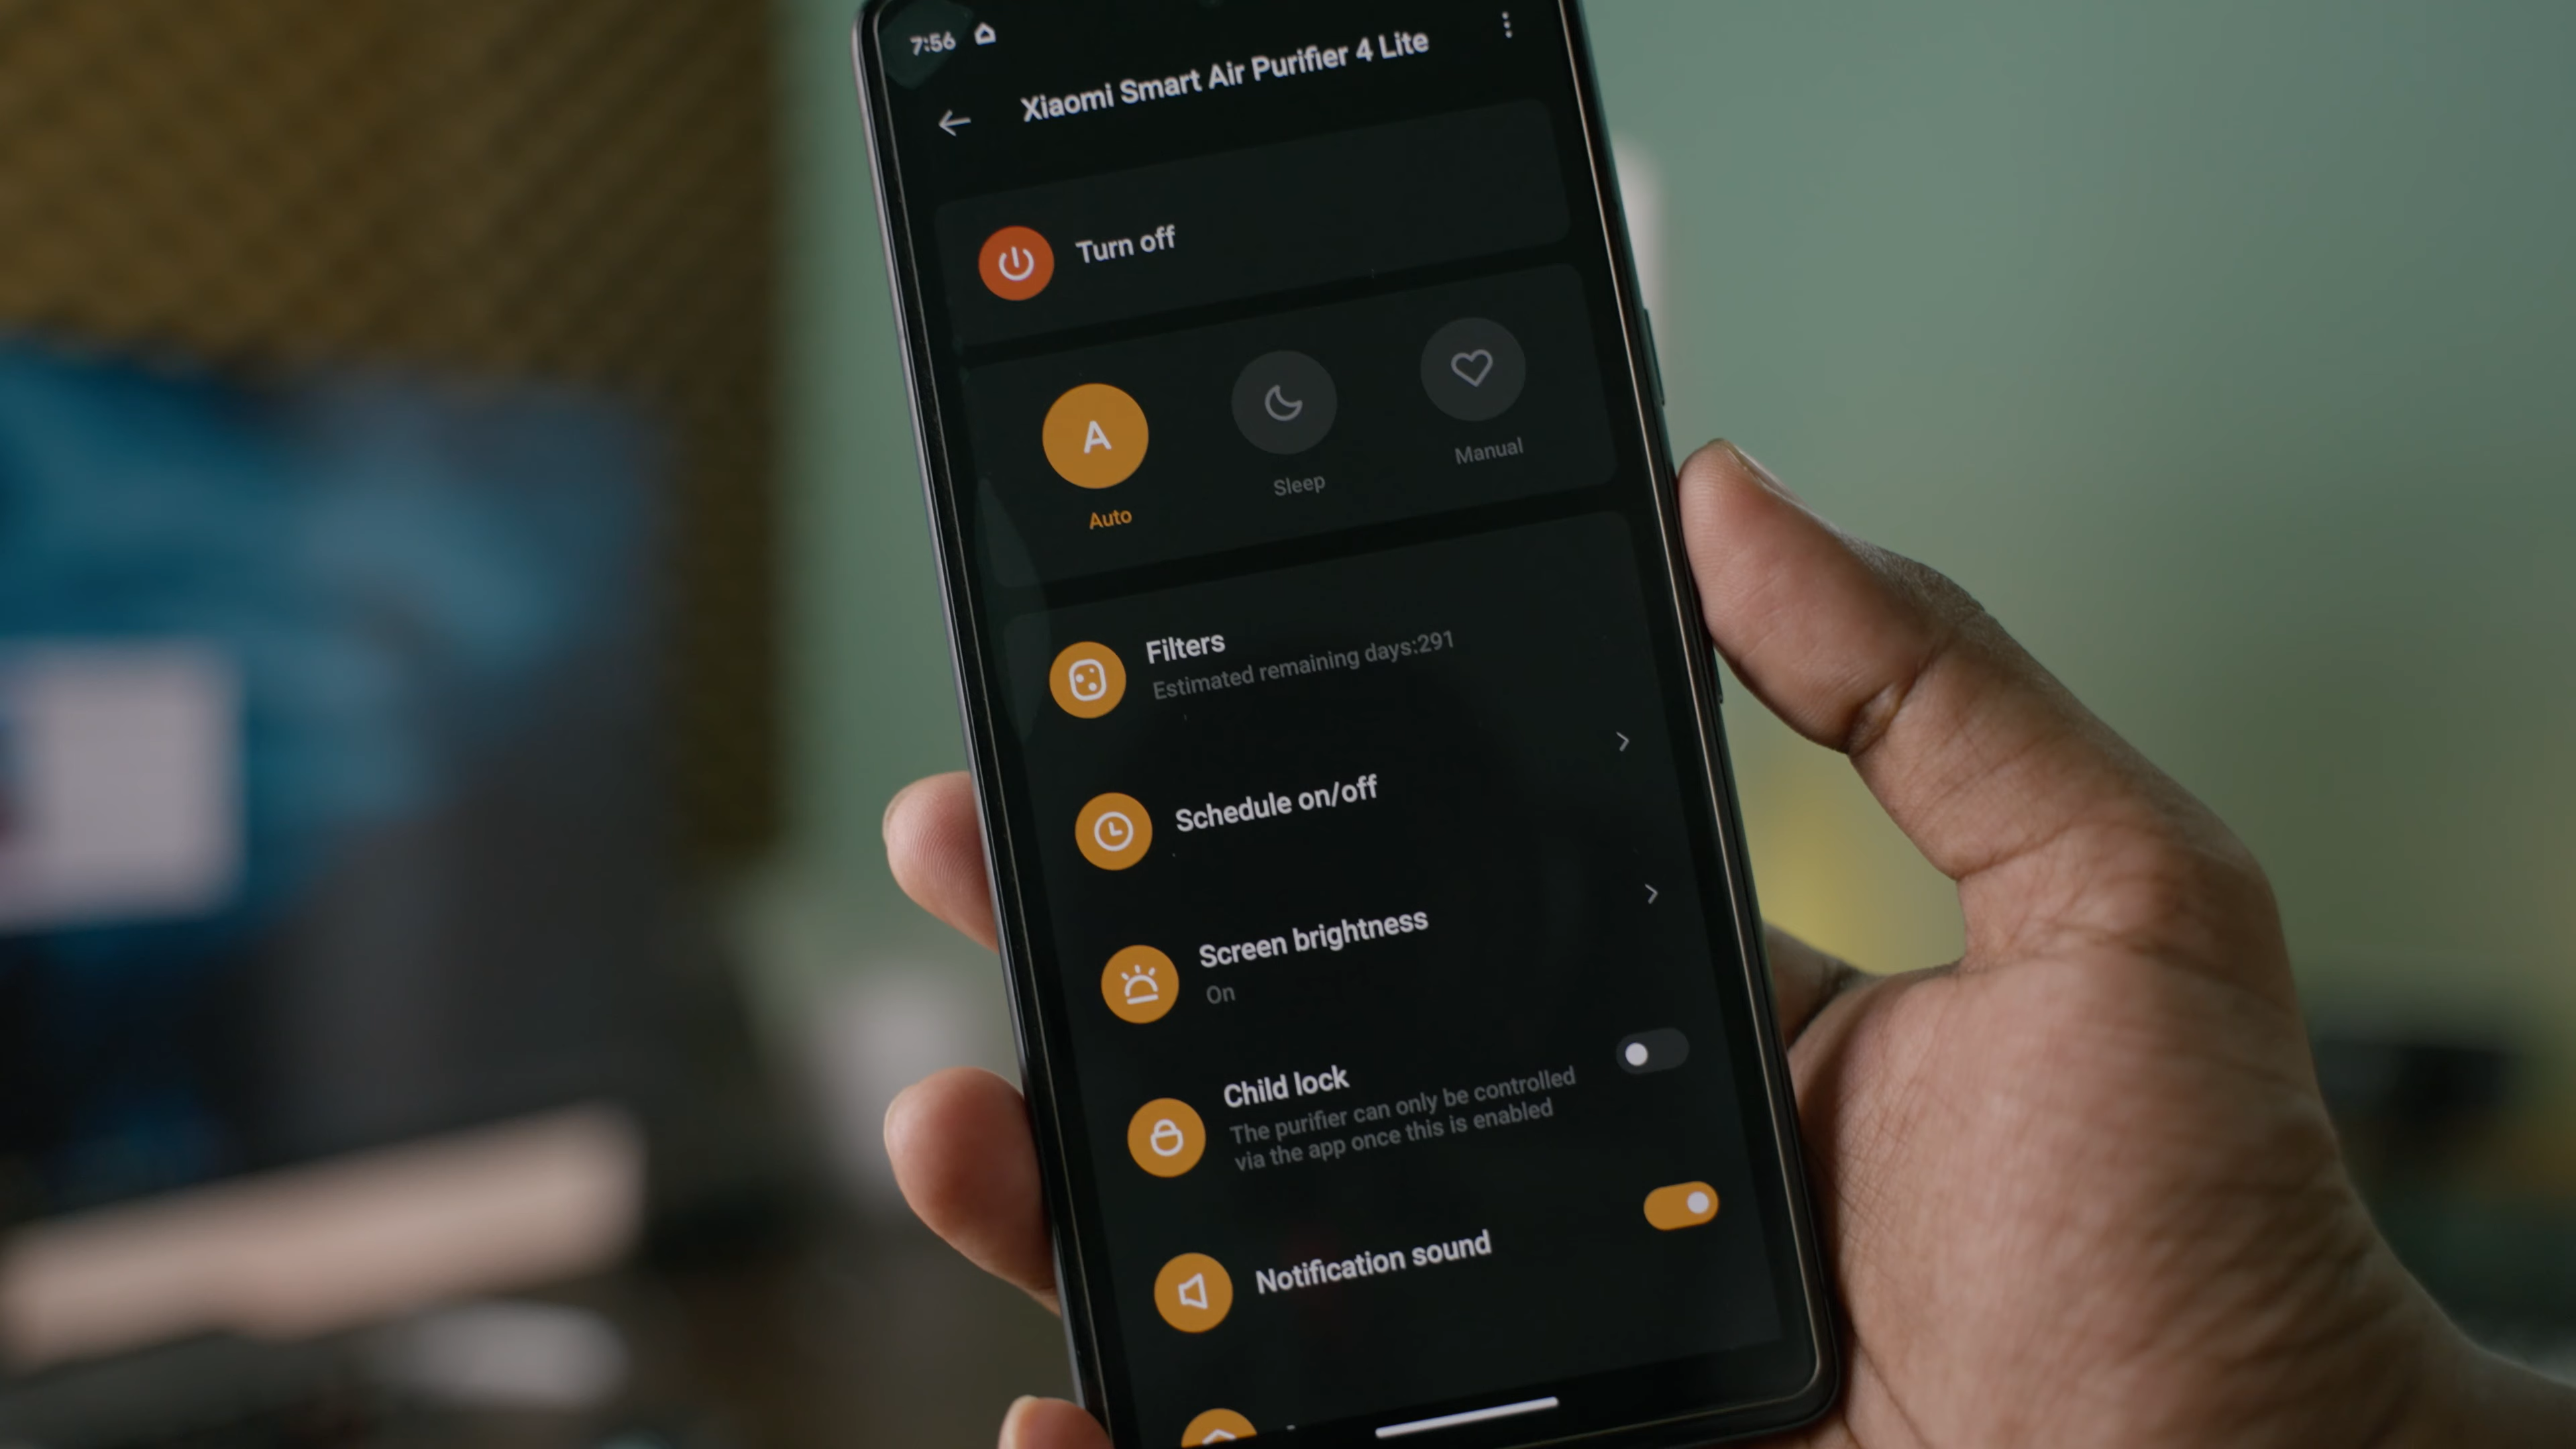 7:56
Xiaomi Smart Air Purifier 4 Lite
Turn off
A
Auto
Sleep
Manual
Filters
Estimated remaining days:291
Schedule on/off
Screen brightness
On
Child lock
The purifier can only be controlled
via the app once this is enabled
Notification sound